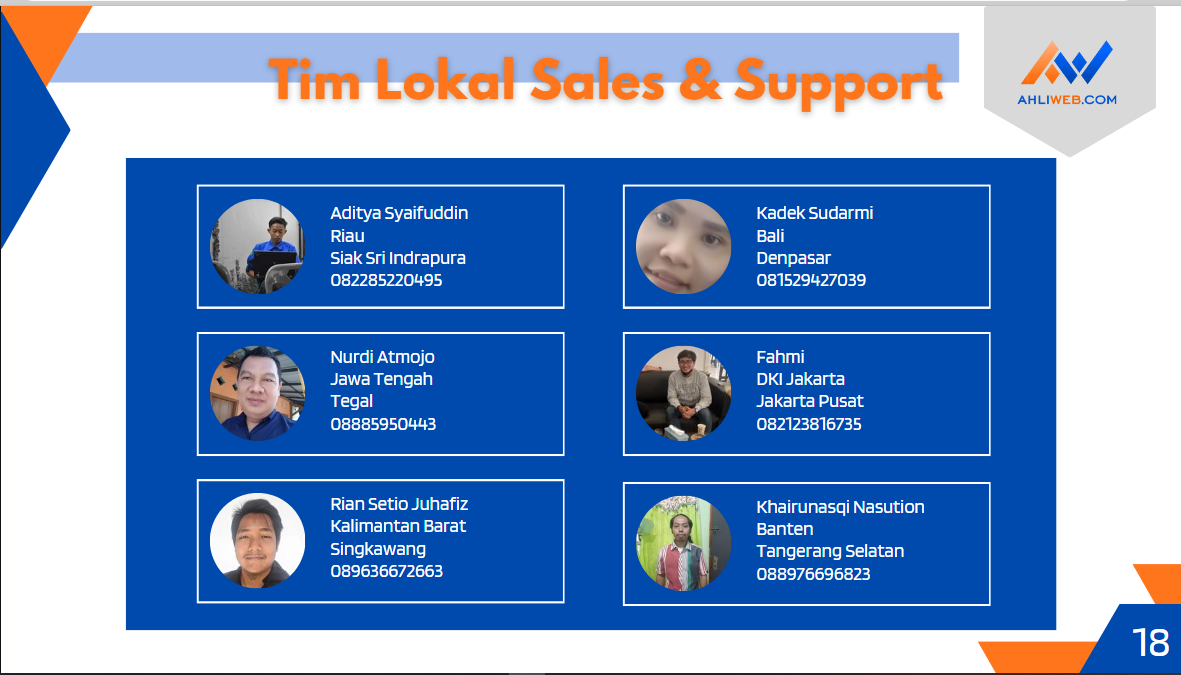 Tim Lokal Sales & Support
AHLIWEB.COM
Aditya Syaifuddin
Riau
Siak Sri Indrapura
082285220495
Kadek Sudarmi
Bali
Denpasar
081529427039
Nurdi Atmojo
Jawa Tengah
Tegal
08885950443
Fahmi
DKI Jakarta
Jakarta Pusat
082123816735
Rian Setio Juhafiz
Kalimantan Barat
Singkawang
089636672663
Khairunasqi Nasution
Banten
Tangerang Selatan
088976696823
18